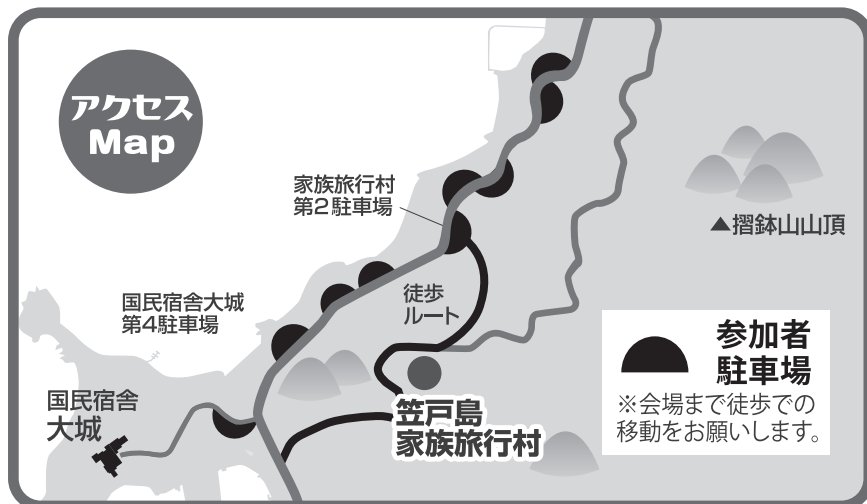 アクセス
Map
家族旅行村
第2駐車場
▲摺鉢山山頂
国民宿舎大城
第4駐車場
徒歩
ルート
参加者
駐車場
※会場まで徒歩での
移動をお願いします。
国民宿舎
大城
笠戸島
家族旅行村